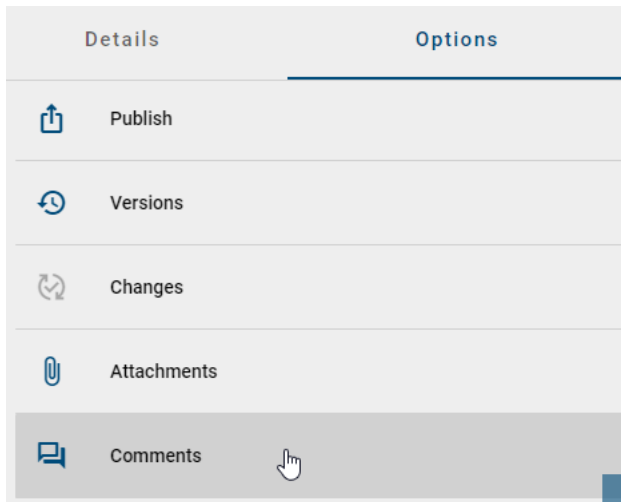 Details Options
Publish
Versions
Changes
Attachments
Comments